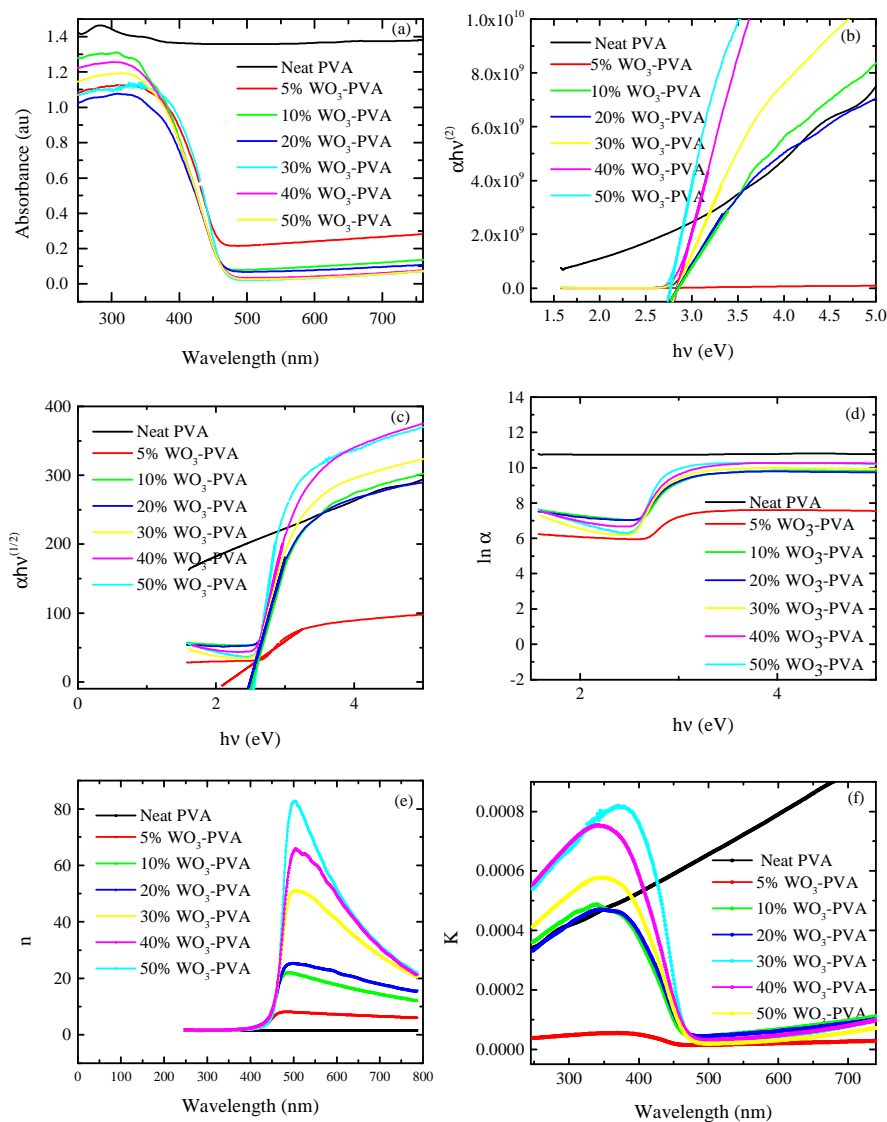 (a)
1.4
1.2
1.0
0.8
0.6
0.4
0.2
0.0
Absorbance (au)
Neat PVA
5% WO3-PVA
10% WO3-PVA
20% WO3-PVA
30% WO3-PVA
40% WO3-PVA
50% WO3-PVA
300 400 500 600 700
Wavelength (nm)
(b)
1.0x10^10
8.0x10^9
6.0x10^9
4.0x10^9
2.0x10^9
0.0
αhν(2)
Neat PVA
5% WO3-PVA
10% WO3-PVA
20% WO3-PVA
30% WO3-PVA
40% WO3-PVA
50% WO3-PVA
1.5 2.0 2.5 3.0 3.5 4.0 4.5 5.0
hν (eV)
(c)
400
300
200
100
0
αhν(1/2)
Neat PVA
5% WO3-PVA
10% WO3-PVA
20% WO3-PVA
30% WO3-PVA
40% WO3-PVA
50% WO3-PVA
0 2 4
hν (eV)
(d)
14
12
10
8
6
4
2
0
-2
ln α
Neat PVA
5% WO3-PVA
10% WO3-PVA
20% WO3-PVA
30% WO3-PVA
40% WO3-PVA
50% WO3-PVA
2 3 4
hν (eV)
(e)
80
60
40
20
0
n
Neat PVA
5% WO3-PVA
10% WO3-PVA
20% WO3-PVA
30% WO3-PVA
40% WO3-PVA
50% WO3-PVA
0 100 200 300 400 500 600 700 800
Wavelength (nm)
(f)
0.0008
0.0006
0.0004
0.0002
0.0000
K
Neat PVA
5% WO3-PVA
10% WO3-PVA
20% WO3-PVA
30% WO3-PVA
40% WO3-PVA
50% WO3-PVA
300 400 500 600 700
Wavelength (nm)